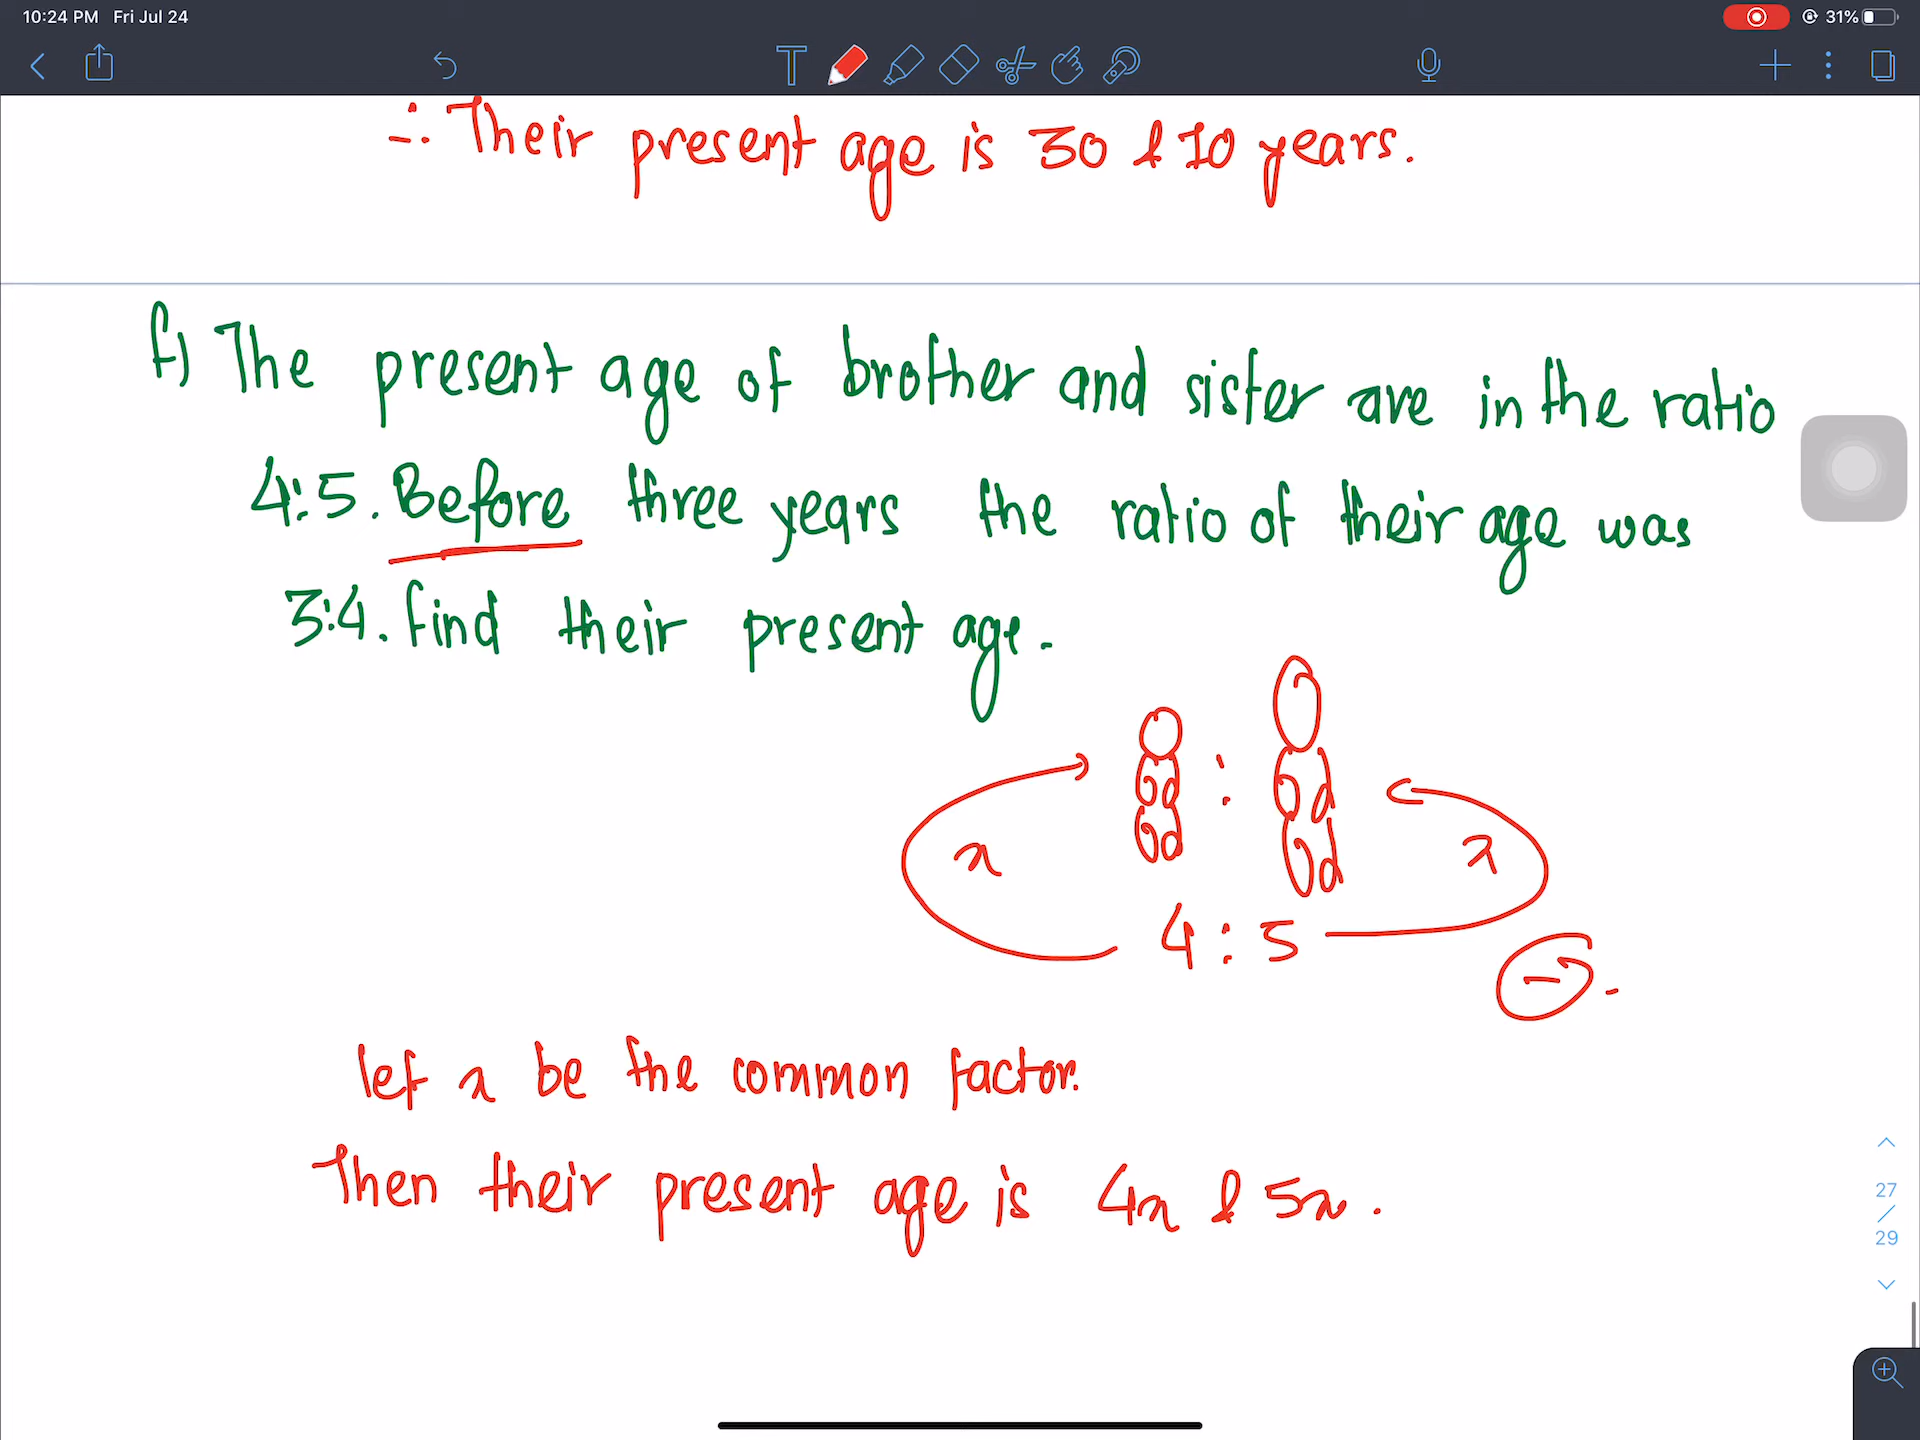 10:24 PM Fri Jul 24
31%
∴ Their present age is 30 & 10 years.
f) The present age of brother and sister are in the ratio
4:5. Before three years the ratio of their age was
3:4. Find their present age.
x
x
4 : 5
let x be the common factor.
Then their present age is 4x & 5x.
27
/
29